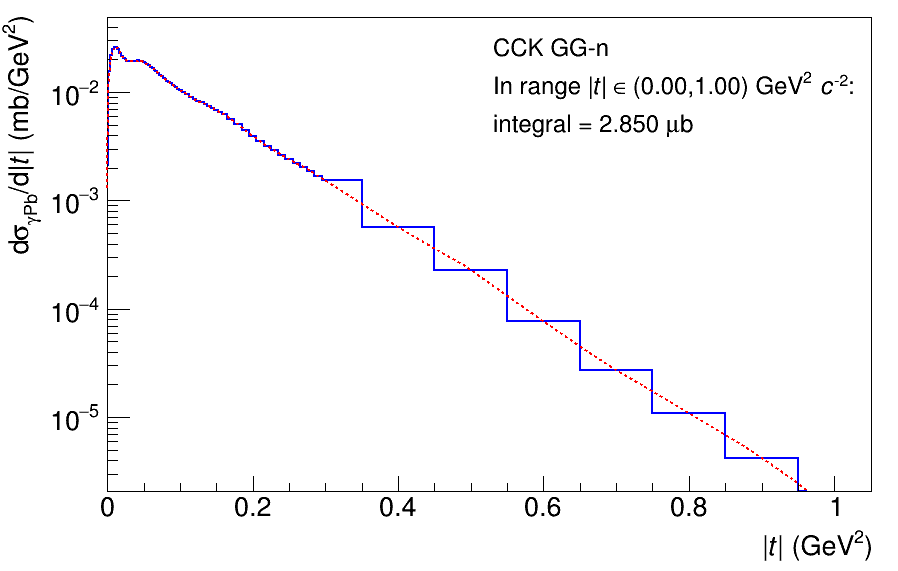 dσγPb/d|t| (mb/GeV²)
CCK GG-n
In range |t| ∈ (0.00,1.00) GeV² c⁻²:
integral = 2.850 μb
10⁻²
10⁻³
10⁻⁴
10⁻⁵
0 0.2 0.4 0.6 0.8 1
|t| (GeV²)